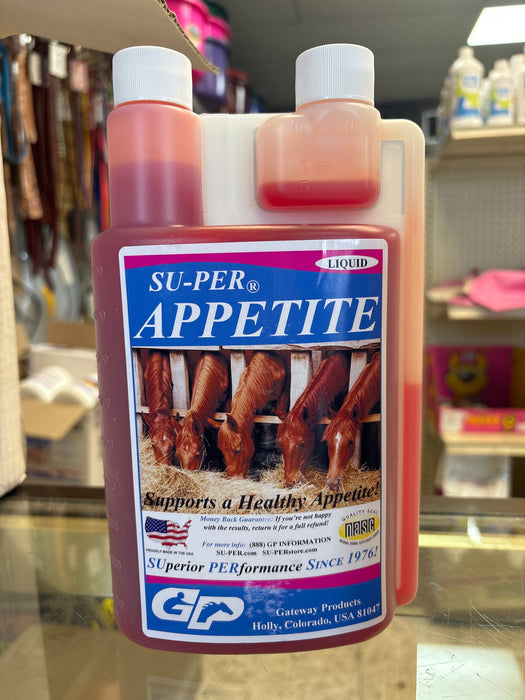 LIQUID
SU-PER®
APPETITE
Supports a Healthy Appetite!
Money Back Guarantee: If you're not happy
with the results, return it for a full refund!
PROUDLY MADE IN THE USA
For more info: (888) GP INFORMATION
SU-PER.com SU-PERstore.com
QUALITY SEAL
NASC
SUperior PERformance SINCE 1976!
GP
Gateway Products
Holly, Colorado, USA 81047